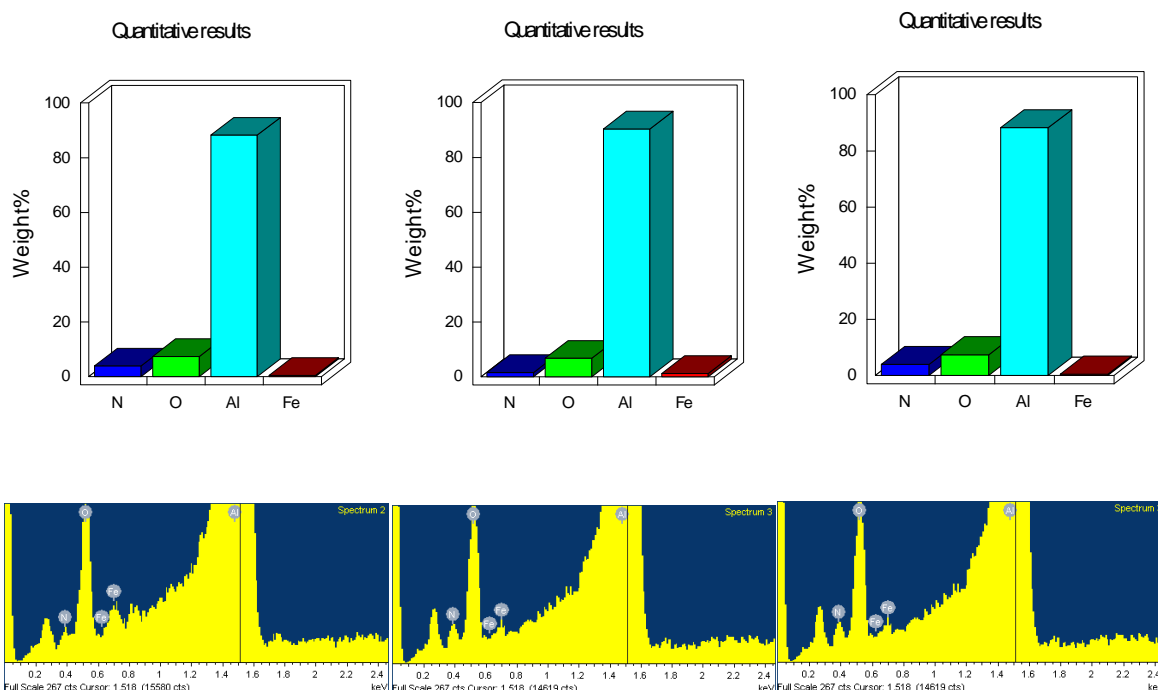 Quantitative results
Weight%
100
80
60
40
20
0
N O Al Fe
Quantitative results
Weight%
100
80
60
40
20
0
N O Al Fe
Quantitative results
Weight%
100
80
60
40
20
0
N O Al Fe
Spectrum 2
O Al
N Fe Fe
0.2 0.4 0.6 0.8 1 1.2 1.4 1.6 1.8 2 2.2 2.4
Full Scale 267 cts Cursor: 1.518 (15580 cts) keV
Spectrum 3
O Al
N Fe Fe
0.2 0.4 0.6 0.8 1 1.2 1.4 1.6 1.8 2 2.2 2.4
Full Scale 267 cts Cursor: 1.518 (14619 cts) keV
Spectrum
O Al
N Fe Fe
0.2 0.4 0.6 0.8 1 1.2 1.4 1.6 1.8 2 2.2 2.4
Full Scale 267 cts Cursor: 1.518 (14619 cts) ke